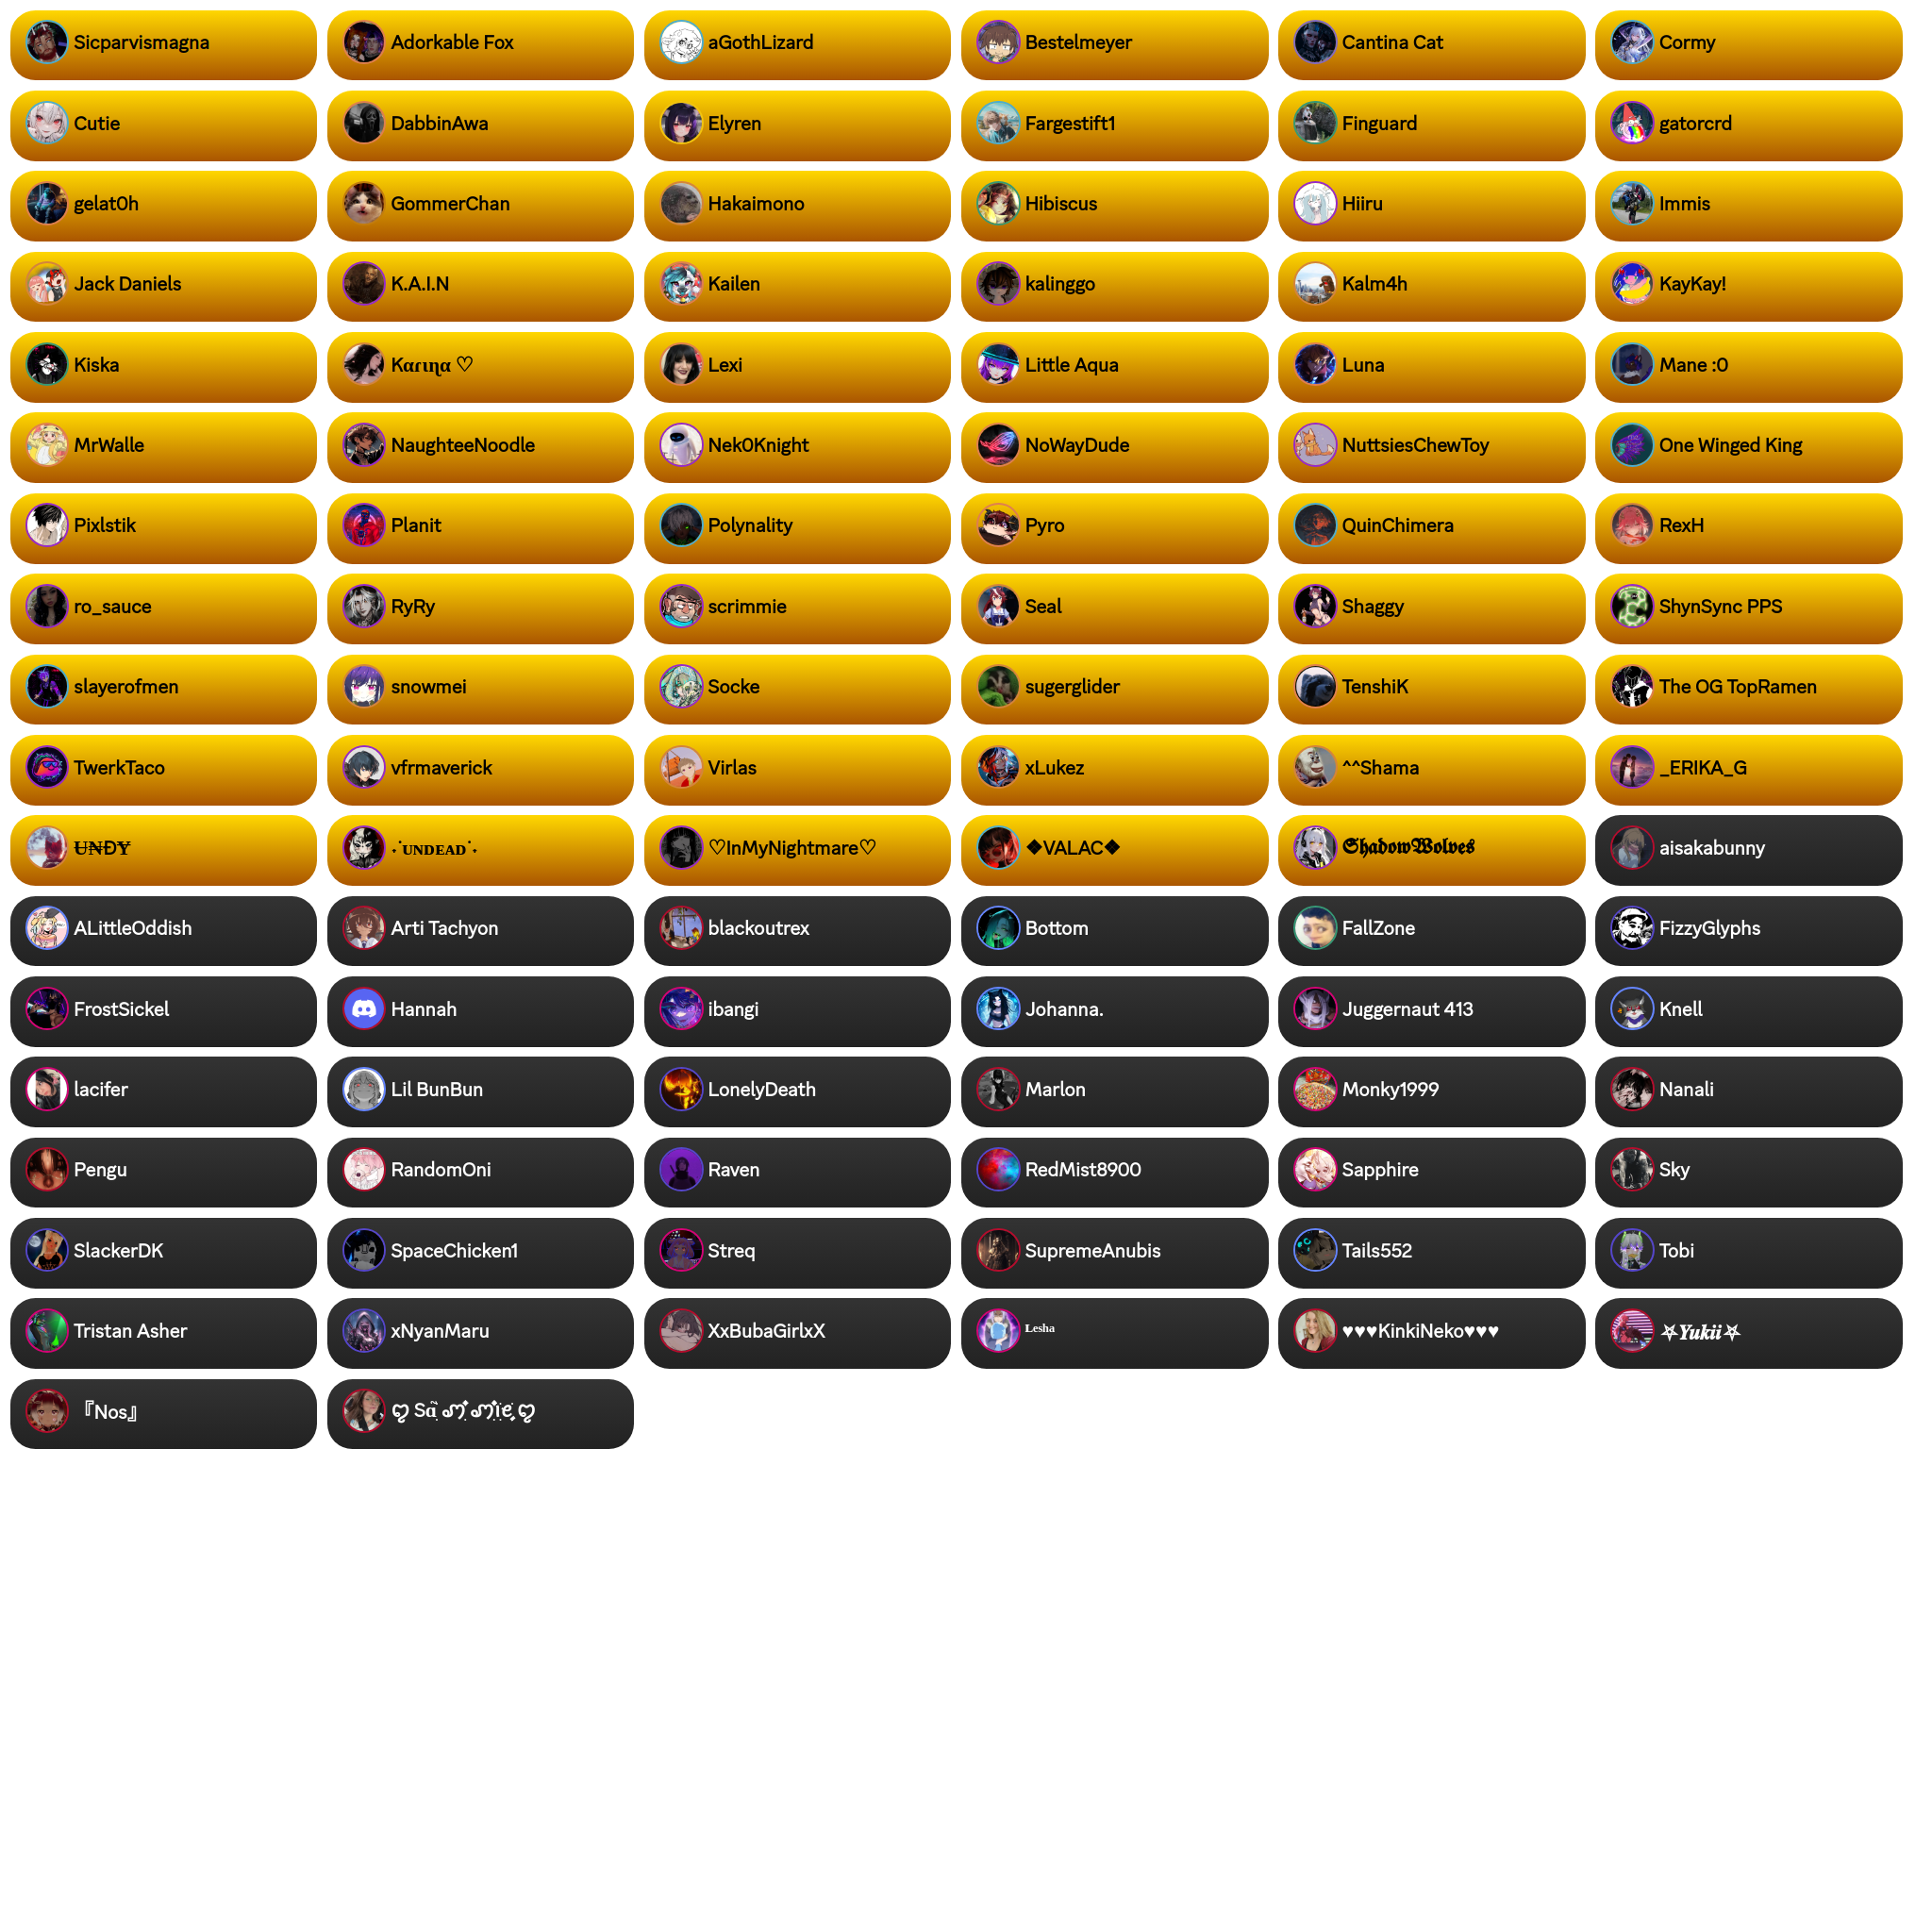 Sicparvismagna
Adorkable Fox
aGothLizard
Bestelmeyer
Cantina Cat
Cormy
Cutie
DabbinAwa
Elyren
Fargestift1
Finguard
gatorcrd
gelat0h
GommerChan
Hakaimono
Hibiscus
Hiiru
Immis
Jack Daniels
K.A.I.N
Kailen
kalinggo
Kalm4h
KayKay!
Kiska
Kαɾιɳα ♡
Lexi
Little Aqua
Luna
Mane :0
MrWalle
NaughteeNoodle
Nek0Knight
NoWayDude
NuttsiesChewToy
One Winged King
Pixlstik
Planit
Polynality
Pyro
QuinChimera
RexH
ro_sauce
RyRy
scrimmie
Seal
Shaggy
ShynSync PPS
slayerofmen
snowmei
Socke
sugerglider
TenshiK
The OG TopRamen
TwerkTaco
vfrmaverick
Virlas
xLukez
^^Shama
_ERIKA_G
Ʉ₦ĐɎ
˖˙ᴜɴᴅᴇᴀᴅ˙˖
♡InMyNightmare♡
❖VALAC❖
𝕾𝖍𝖆𝖉𝖔𝖜𝖂𝖔𝖑𝖛𝖊𝖘
aisakabunny
ALittleOddish
Arti Tachyon
blackoutrex
Bottom
FallZone
FizzyGlyphs
FrostSickel
Hannah
ibangi
Johanna.
Juggernaut 413
Knell
lacifer
Lil BunBun
LonelyDeath
Marlon
Monky1999
Nanali
Pengu
RandomOni
Raven
RedMist8900
Sapphire
Sky
SlackerDK
SpaceChicken1
Streq
SupremeAnubis
Tails552
Tobi
Tristan Asher
xNyanMaru
XxBubaGirlxX
ᴸᵉˢʰᵃ
♥♥♥KinkiNeko♥♥♥
⛧𝒀𝒖𝒌𝒊𝒊⛧
『Nos』